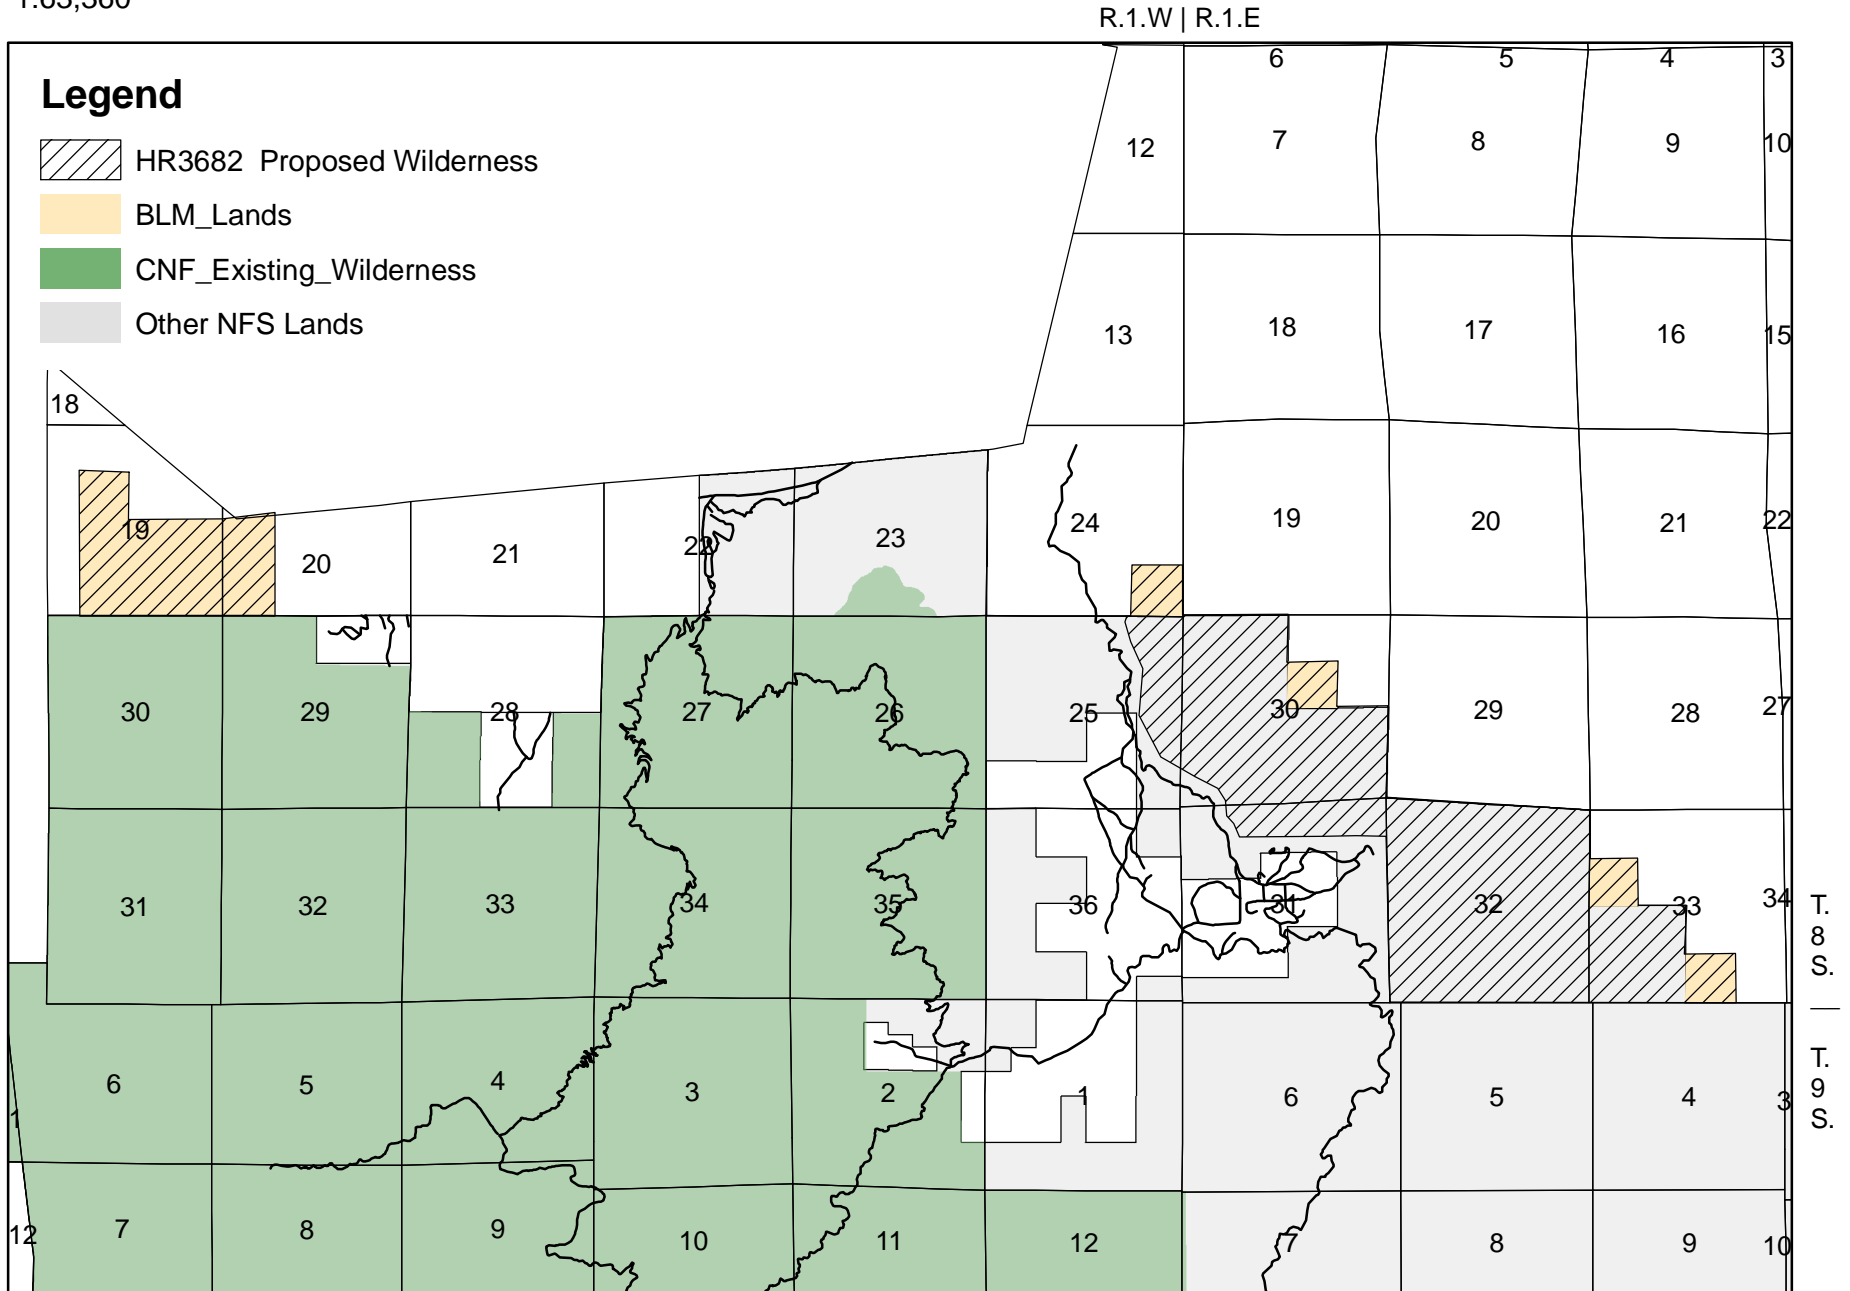 1:63,360
R.1.W | R.1.E
Legend
HR3682 Proposed Wilderness
BLM_Lands
CNF_Existing_Wilderness
Other NFS Lands
6 5 4 3
12 7 8 9 10
13 18 17 16 15
18
19 20 21 22 23 24 19 20 21 22
30 29 28 27 26 25 30 29 28 27
31 32 33 34 35 36 31 32 33 34
T.
8
S.
T.
9
S.
1 6 5 4 3 2 1 6 5 4 3
12 7 8 9 10 11 12 7 8 9 10